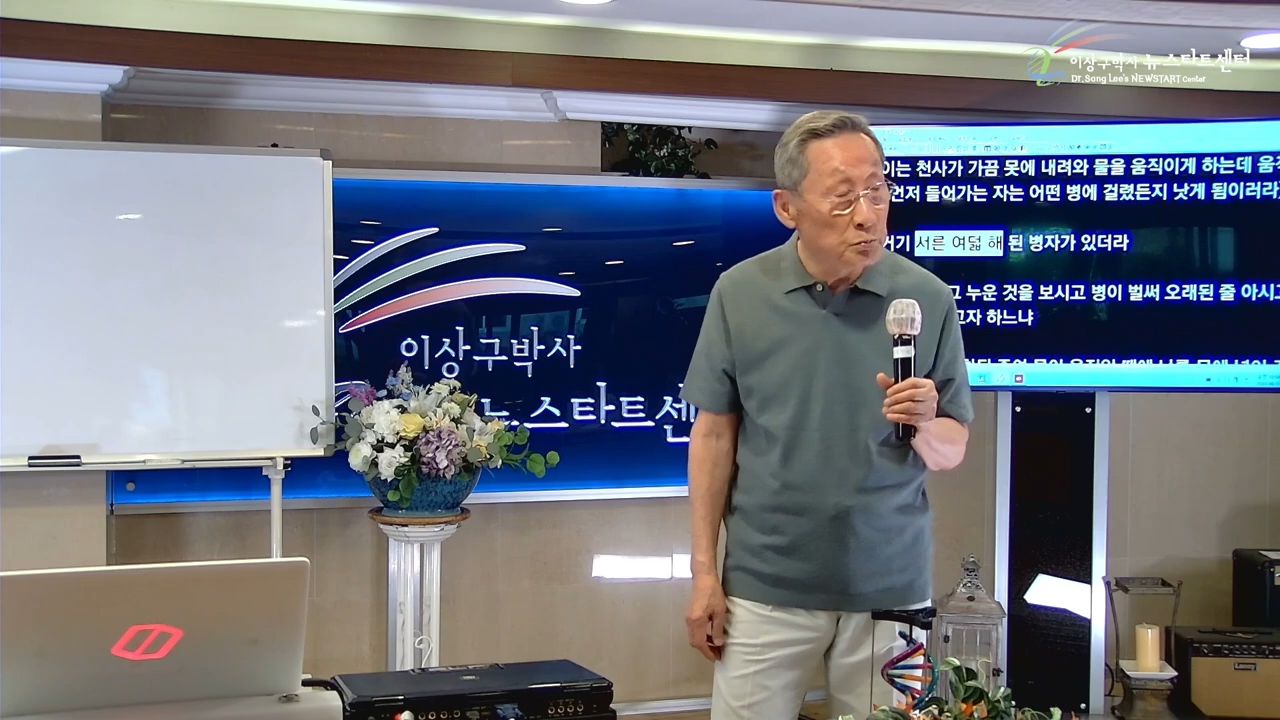 이상구박사 뉴스타트센터
Dr. Sang Lee's NEWSTART Center
이는 천사가 가끔 못에 내려와 물을 움직이게 하는데
먼저 들어가는 자는 어떤 병에 걸렸든지 낫게 됨이러라
거기 서른 여덟 해 된 병자가 있더라
그 누운 것을 보시고 병이 벌써 오래된 줄 아시고
고자 하느냐
이상구박사
뉴스타트센
Laney